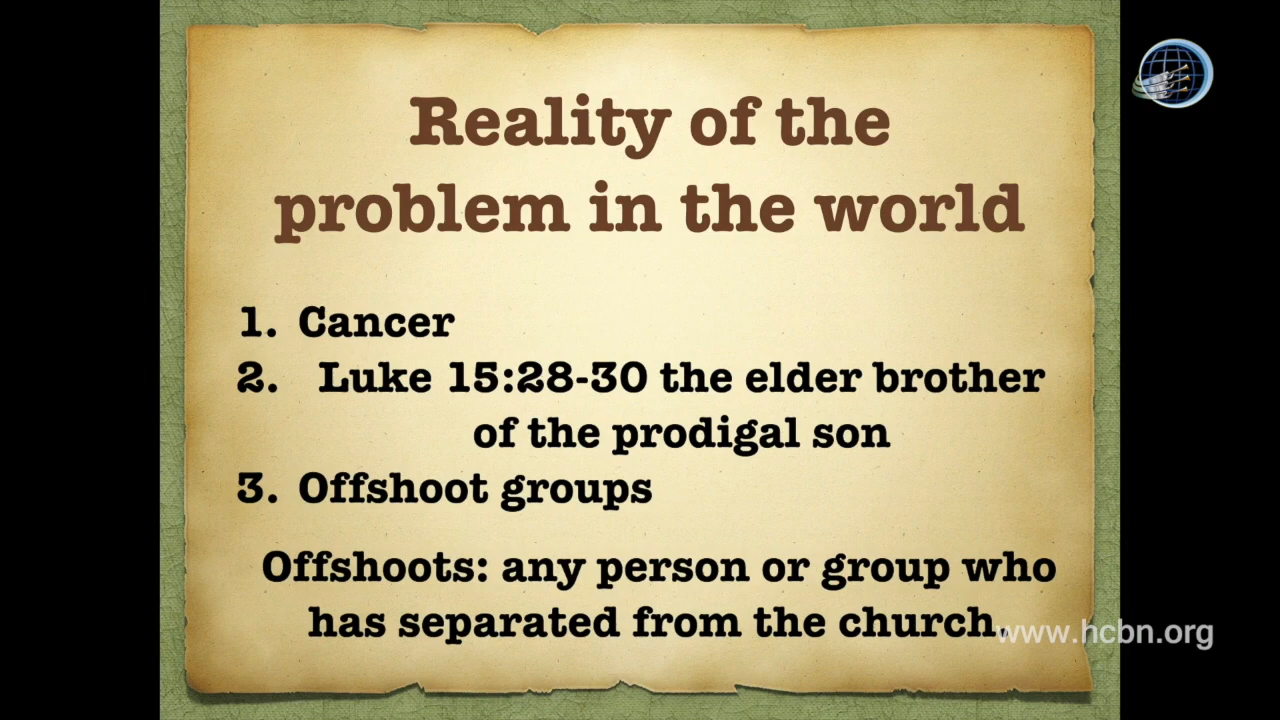 Reality of the
problem in the world
1. Cancer
2. Luke 15:28-30 the elder brother
of the prodigal son
3. Offshoot groups
Offshoots: any person or group who
has separated from the church.
www.hcbn.org